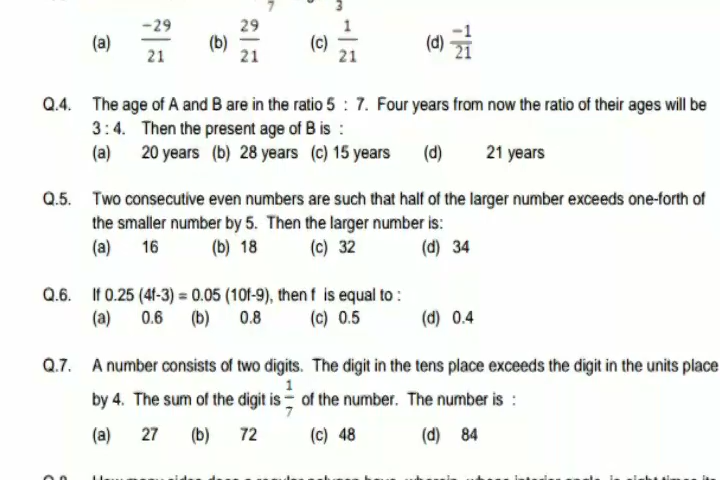 7 3
(a) -29/21 (b) 29/21 (c) 1/21 (d) -1/21
Q.4. The age of A and B are in the ratio 5 : 7. Four years from now the ratio of their ages will be
3 : 4. Then the present age of B is :
(a) 20 years (b) 28 years (c) 15 years (d) 21 years
Q.5. Two consecutive even numbers are such that half of the larger number exceeds one-forth of
the smaller number by 5. Then the larger number is:
(a) 16 (b) 18 (c) 32 (d) 34
Q.6. If 0.25 (4f-3) = 0.05 (10f-9), then f is equal to :
(a) 0.6 (b) 0.8 (c) 0.5 (d) 0.4
Q.7. A number consists of two digits. The digit in the tens place exceeds the digit in the units place
by 4. The sum of the digit is 1/7 of the number. The number is :
(a) 27 (b) 72 (c) 48 (d) 84